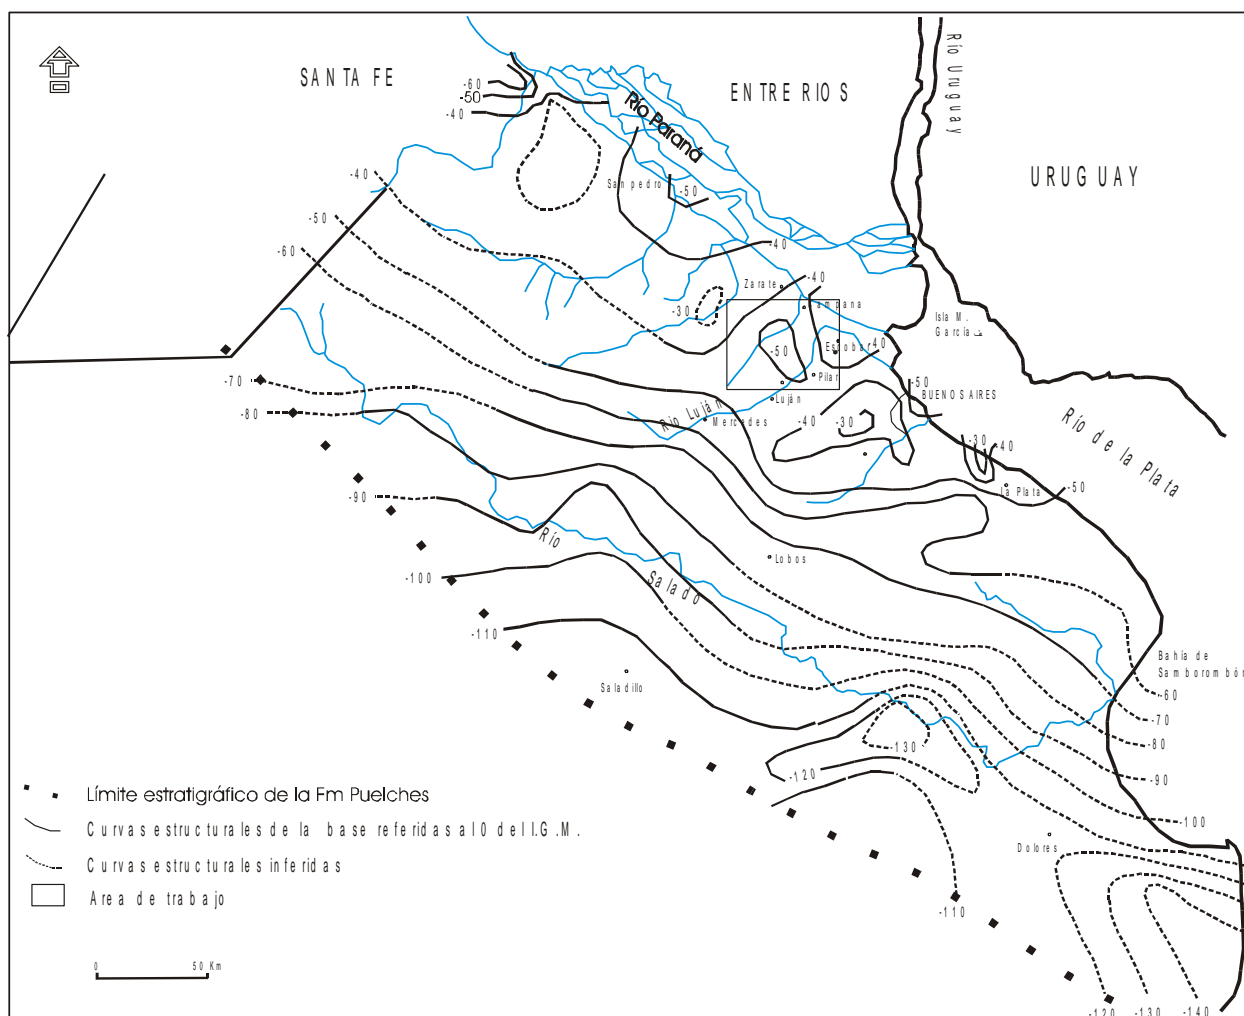 SANTA FE
ENTRE RIOS
Río Uruguay
URUGUAY
Río Paraná
-60
-50
-40
-40
-50
-60
San pedro
-50
-40
-40
Zarate
-30
ampana
Isla M.
García
-50
Escobar
-40
Pilar
-50
BUENOS AIRES
-70
-80
Luján
Río Luján
Mercedes
-40
-30
-30
-40
Río de la Plata
La Plata
-50
-90
Río
Salado
Lobos
-100
-110
Saladillo
Bahía de
Samborombón
-60
-70
-80
-90
-100
-130
-120
Dolores
-110
-120
-130
-140
Límite estratigráfico de la Fm Puelches
Curvas estructurales de la base referidas al 0 del I.G.M.
Curvas estructurales inferidas
Area de trabajo
0
50 Km